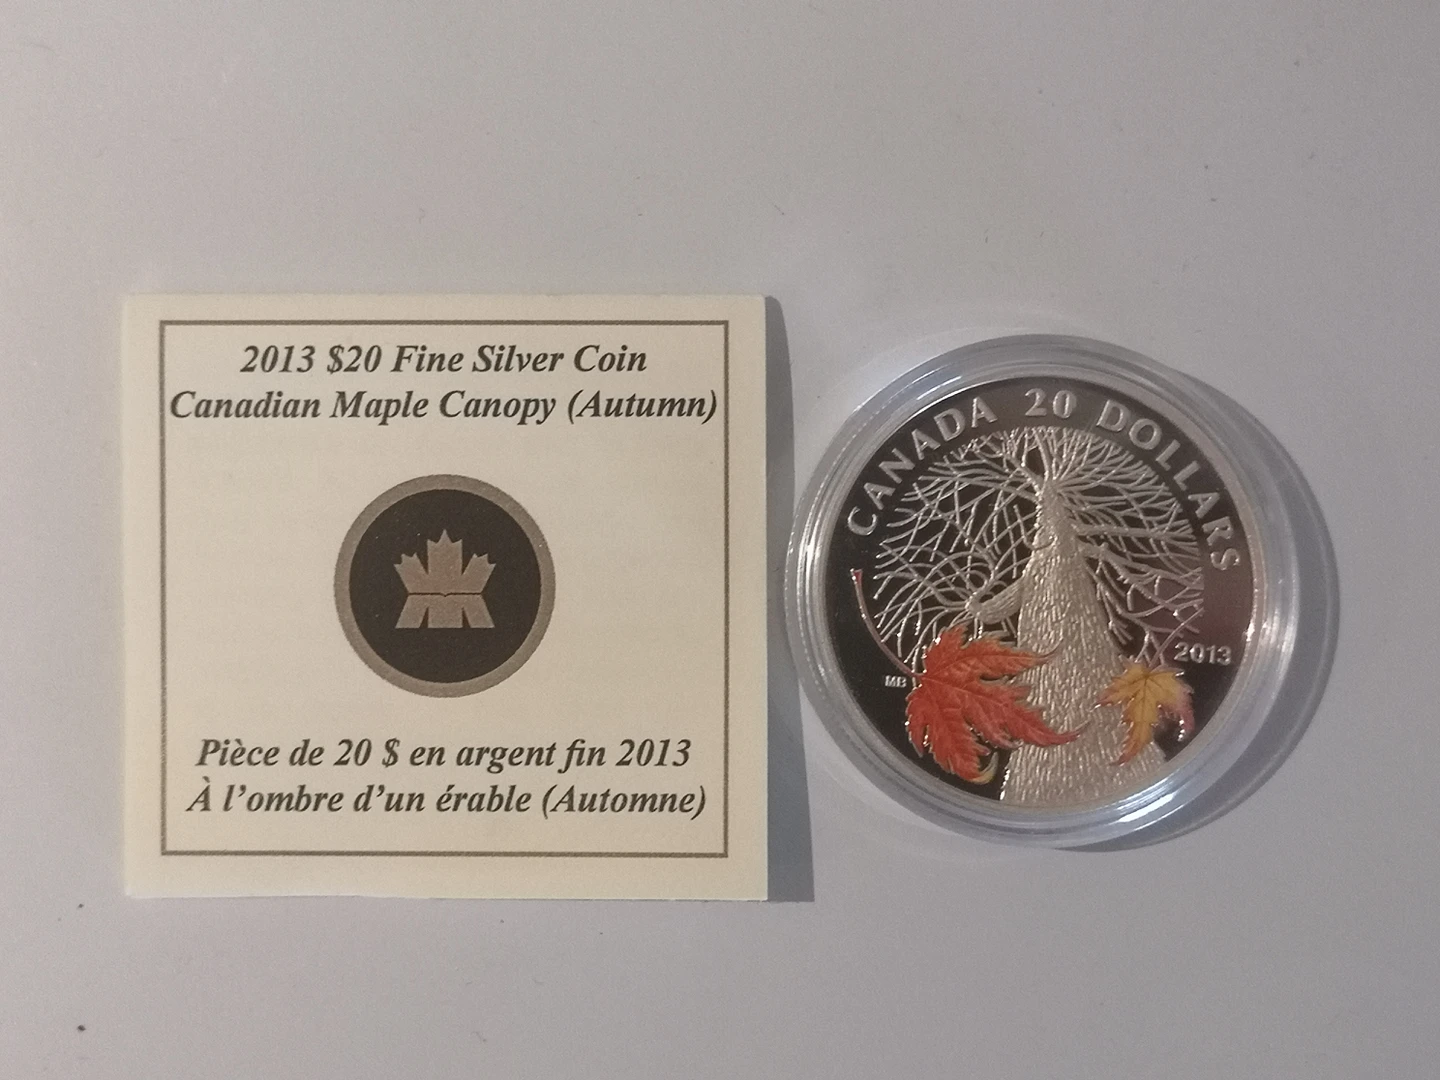 2013 $20 Fine Silver Coin
Canadian Maple Canopy (Autumn)
Pièce de 20 $ en argent fin 2013
À l'ombre d'un érable (Automne)
CANADA 20 DOLLARS
2013
MB